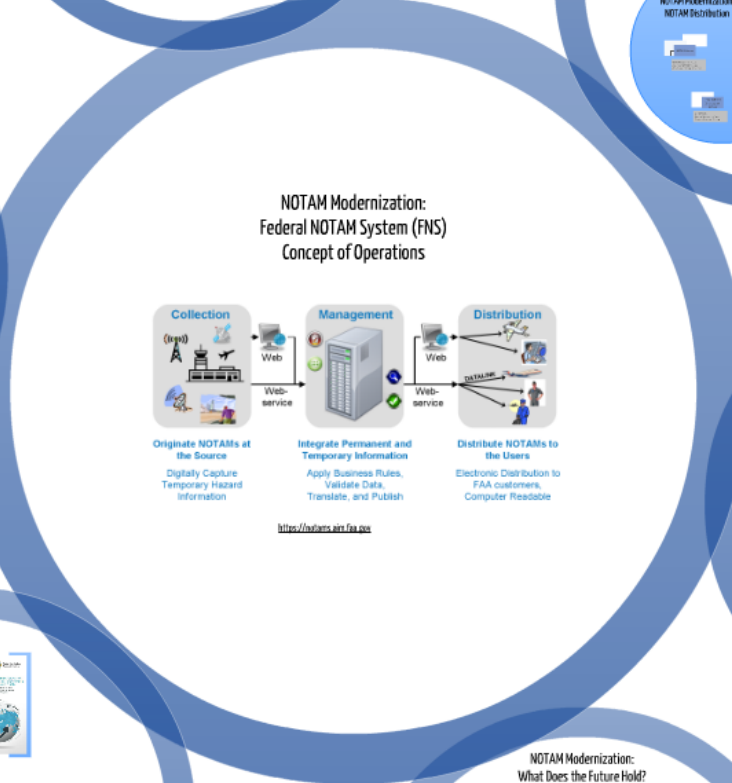 NOTAM Modernization:
NOTAM Distribution
NOTAM Modernization:
Federal NOTAM System (FNS)
Concept of Operations
Collection
Management
Distribution
Web
Web
DATALINK
Web-
service
Web-
service
Originate NOTAMs at
the Source
Digitally Capture
Temporary Hazard
Information
Integrate Permanent and
Temporary Information
Apply Business Rules,
Validate Data,
Translate, and Publish
Distribute NOTAMs to
the Users
Electronic Distribution to
FAA customers,
Computer Readable
https://notams.aim.faa.gov
NOTAM Modernization:
What Does the Future Hold?